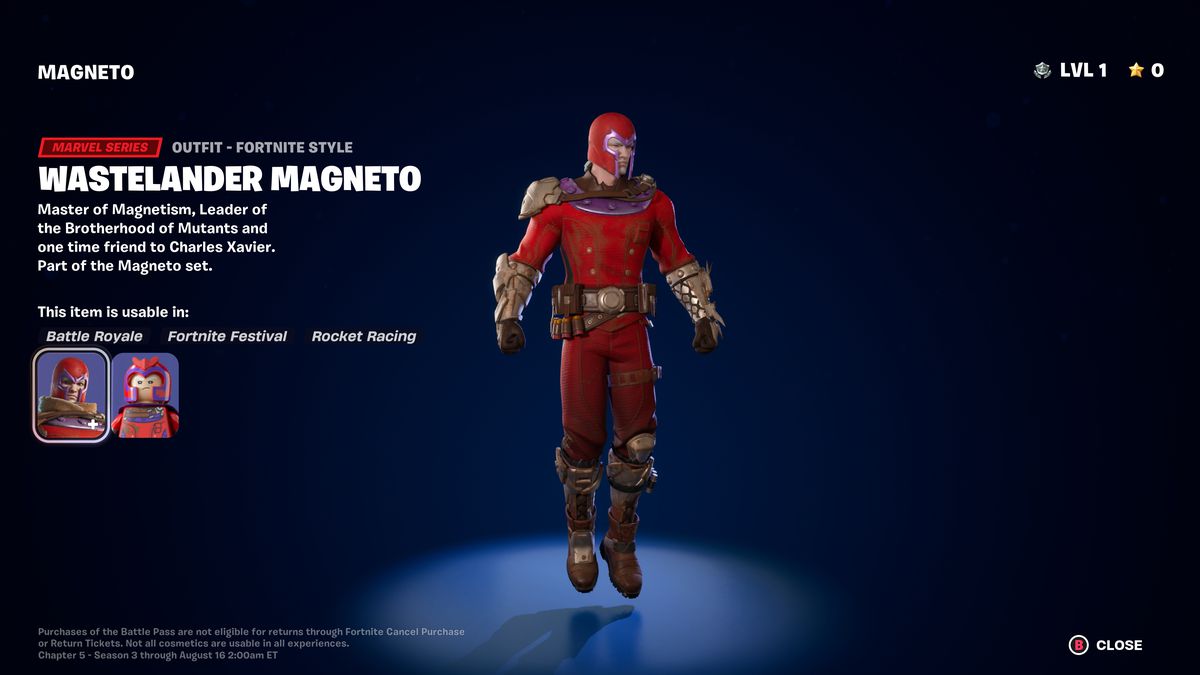 MAGNETO
LVL 1
0
MARVEL SERIES
OUTFIT - FORTNITE STYLE
WASTELANDER MAGNETO
Master of Magnetism, Leader of
the Brotherhood of Mutants and
one time friend to Charles Xavier.
Part of the Magneto set.
This item is usable in:
Battle Royale
Fortnite Festival
Rocket Racing
Purchases of the Battle Pass are not eligible for returns through Fortnite Cancel Purchase
or Return Tickets. Not all cosmetics are usable in all experiences.
Chapter 5 - Season 3 through August 16 2:00am ET
B CLOSE